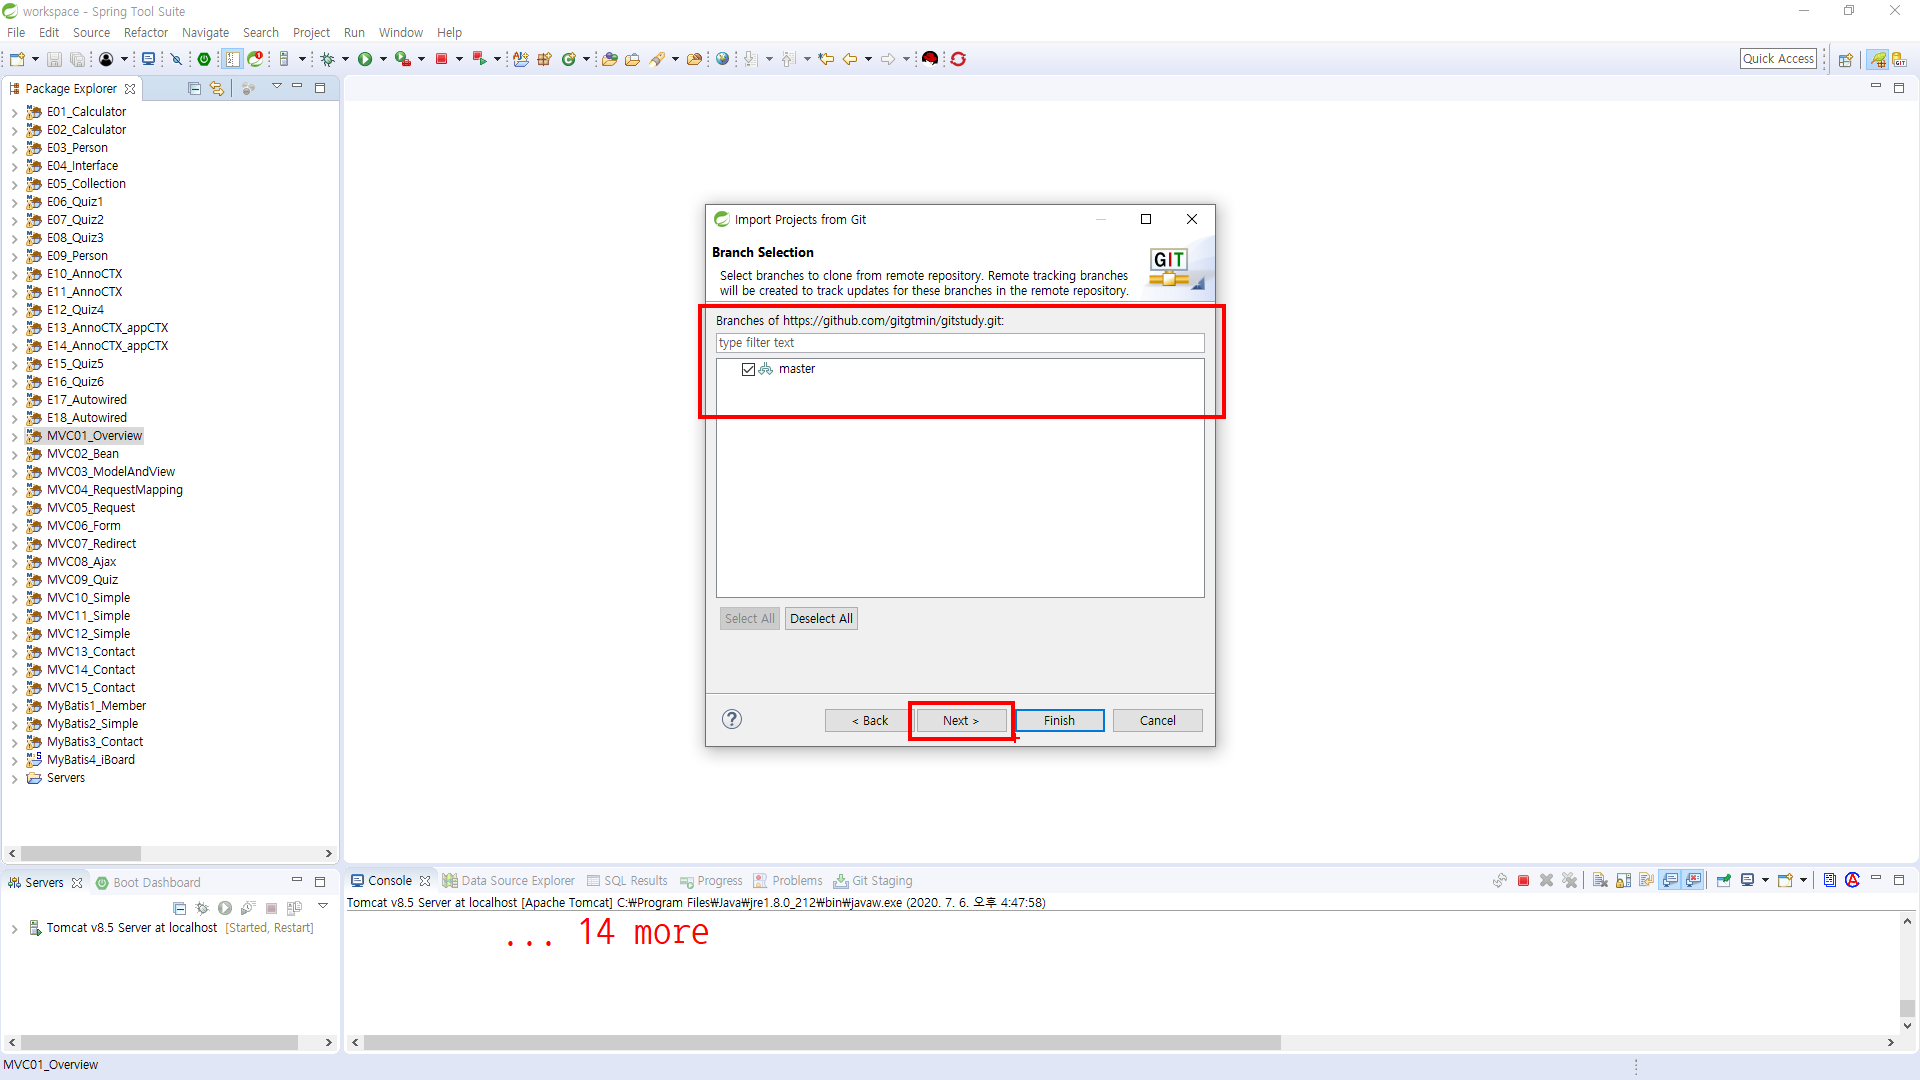 workspace - Spring Tool Suite
File Edit Source Refactor Navigate Search Project Run Window Help
Quick Access
Package Explorer
E01_Calculator
E02_Calculator
E03_Person
E04_Interface
E05_Collection
E06_Quiz1
E07_Quiz2
E08_Quiz3
E09_Person
E10_AnnoCTX
E11_AnnoCTX
E12_Quiz4
E13_AnnoCTX_appCTX
E14_AnnoCTX_appCTX
E15_Quiz5
E16_Quiz6
E17_Autowired
E18_Autowired
MVC01_Overview
MVC02_Bean
MVC03_ModelAndView
MVC04_RequestMapping
MVC05_Request
MVC06_Form
MVC07_Redirect
MVC08_Ajax
MVC09_Quiz
MVC10_Simple
MVC11_Simple
MVC12_Simple
MVC13_Contact
MVC14_Contact
MVC15_Contact
MyBatis1_Member
MyBatis2_Simple
MyBatis3_Contact
MyBatis4_iBoard
Servers
Import Projects from Git
Branch Selection
Select branches to clone from remote repository. Remote tracking branches
will be created to track updates for these branches in the remote repository.
GIT
Branches of https://github.com/gitgtmin/gitstudy.git:
type filter text
master
Select All Deselect All
< Back Next > Finish Cancel
Servers Boot Dashboard
Tomcat v8.5 Server at localhost [Started, Restart]
Console Data Source Explorer SQL Results Progress Problems Git Staging
Tomcat v8.5 Server at localhost [Apache Tomcat] C:₩Program Files₩Java₩jre1.8.0_212₩bin₩javaw.exe (2020. 7. 6. 오후 4:47:58)
... 14 more
MVC01_Overview